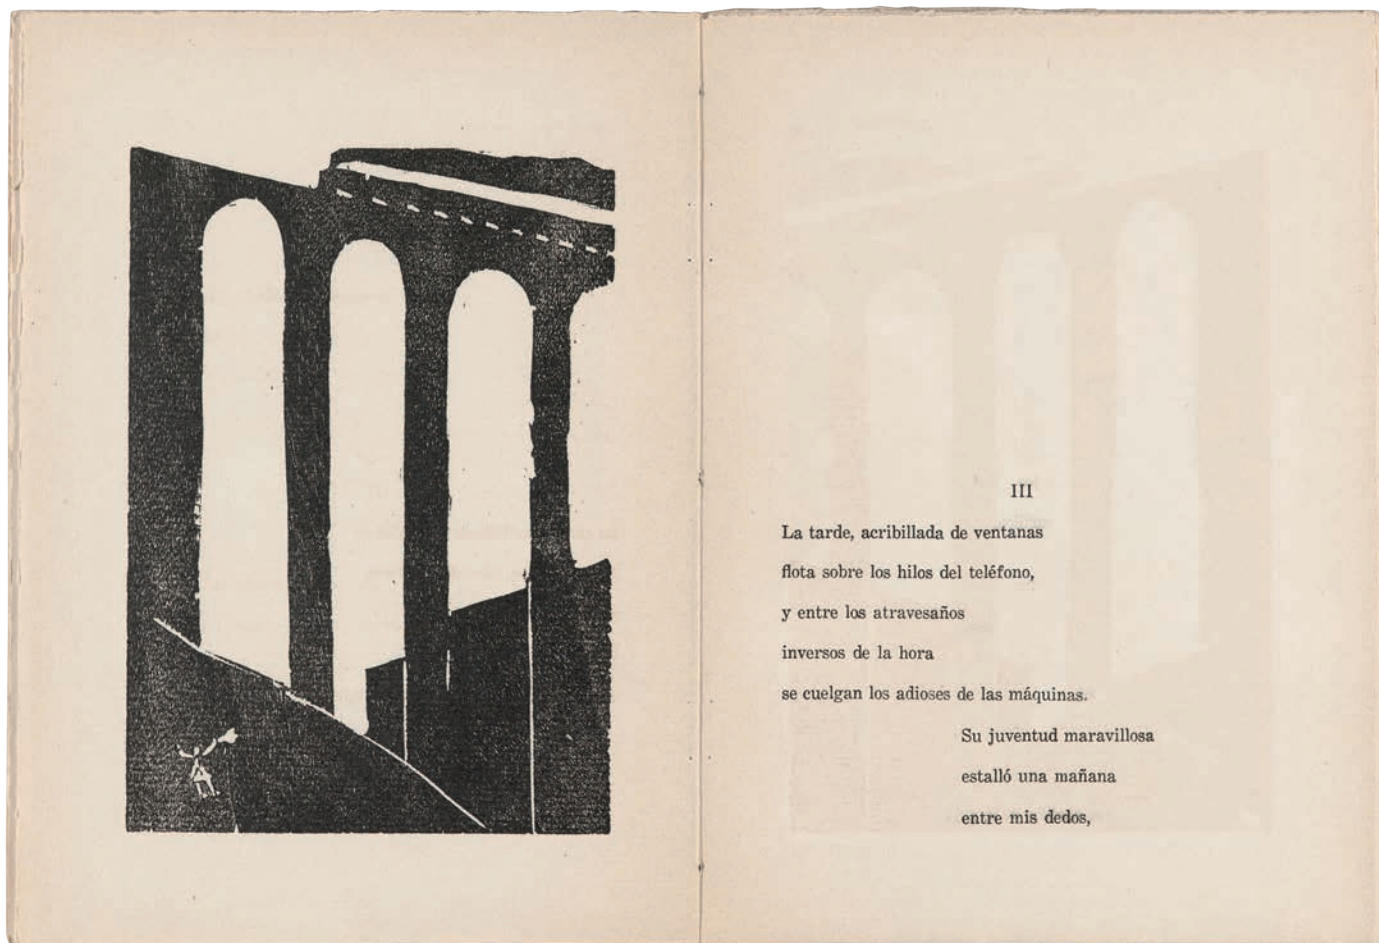 III
La tarde, acribillada de ventanas
flota sobre los hilos del teléfono,
y entre los atravesaños
inversos de la hora
se cuelgan los adioses de las máquinas.
Su juventud maravillosa
estalló una mañana
entre mis dedos,